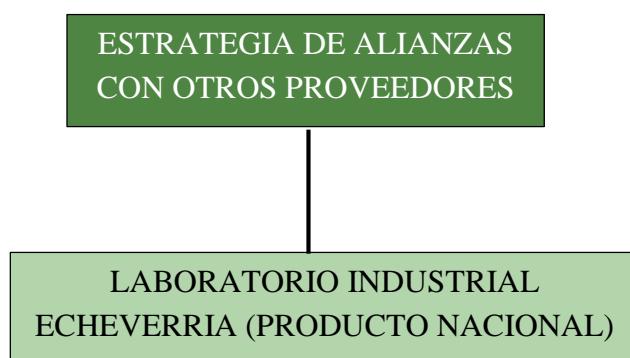 ESTRATEGIA DE ALIANZAS
CON OTROS PROVEEDORES
LABORATORIO INDUSTRIAL
ECHEVERRIA (PRODUCTO NACIONAL)